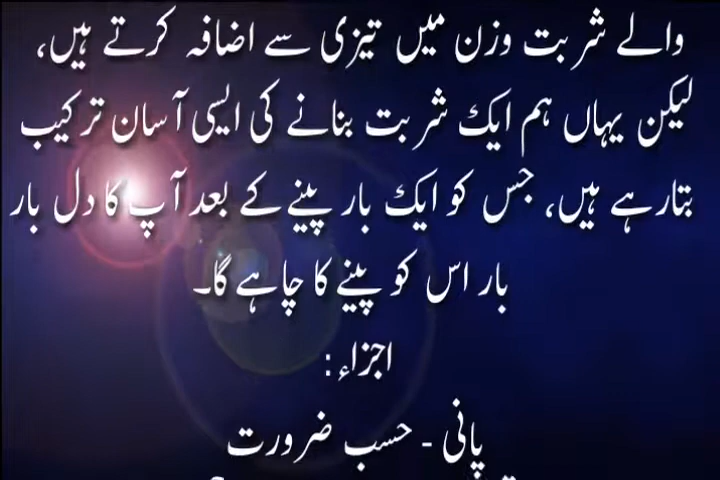 والے شربت وزن میں تیزی سے اضافہ کرتے ہیں،
لیکن یہاں ہم ایک شربت بنانے کی ایسی آسان ترکیب
بتارہے ہیں، جس کو ایک بار پینے کے بعد آپ کا دل بار
بار اس کو پینے کا چاہے گا۔
اجزاء :
پانی - حسب ضرورت